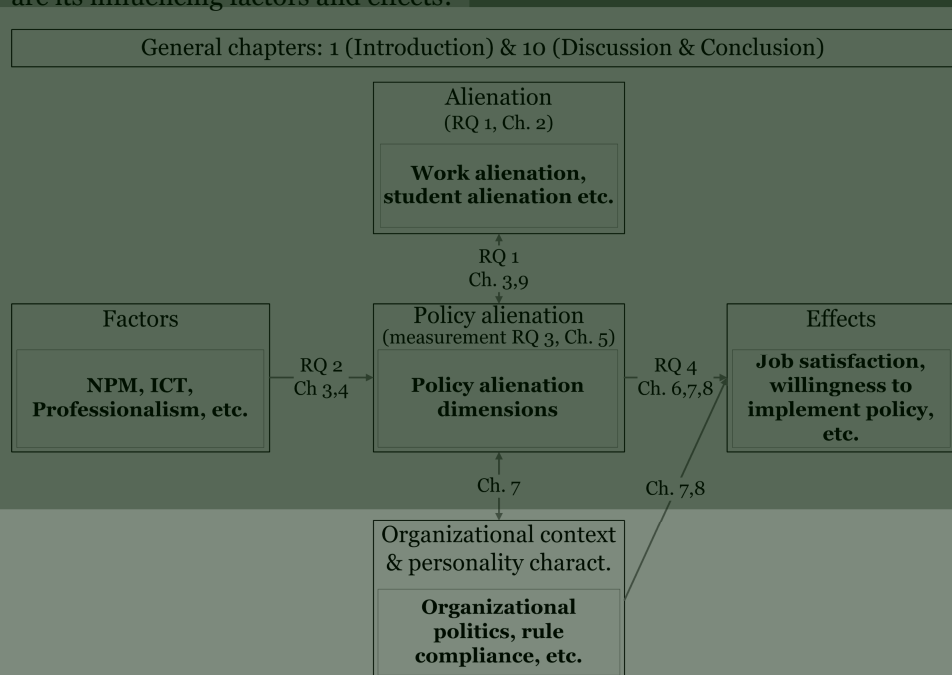 are its influencing factors and effects?
General chapters: 1 (Introduction) & 10 (Discussion & Conclusion)
Alienation
(RQ 1, Ch. 2)
Work alienation,
student alienation etc.
RQ 1
Ch. 3,9
Factors
NPM, ICT,
Professionalism, etc.
RQ 2
Ch 3,4
Policy alienation
(measurement RQ 3, Ch. 5)
Policy alienation
dimensions
RQ 4
Ch. 6,7,8
Effects
Job satisfaction,
willingness to
implement policy,
etc.
Ch. 7
Ch. 7,8
Organizational context
& personality charact.
Organizational
politics, rule
compliance, etc.